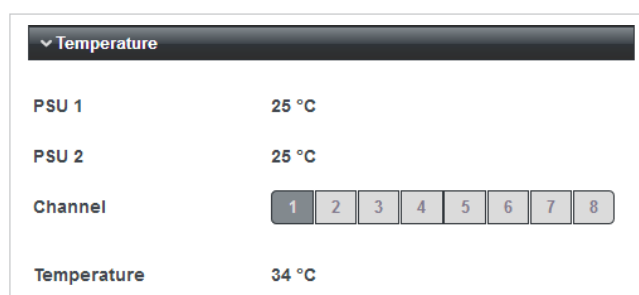 Temperature
PSU 1 25 °C
PSU 2 25 °C
Channel 1 2 3 4 5 6 7 8
Temperature 34 °C